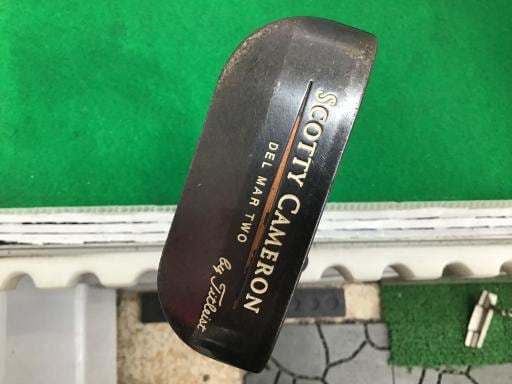 SCOTTY CAMERON
DEL MAR TWO
by Titleist